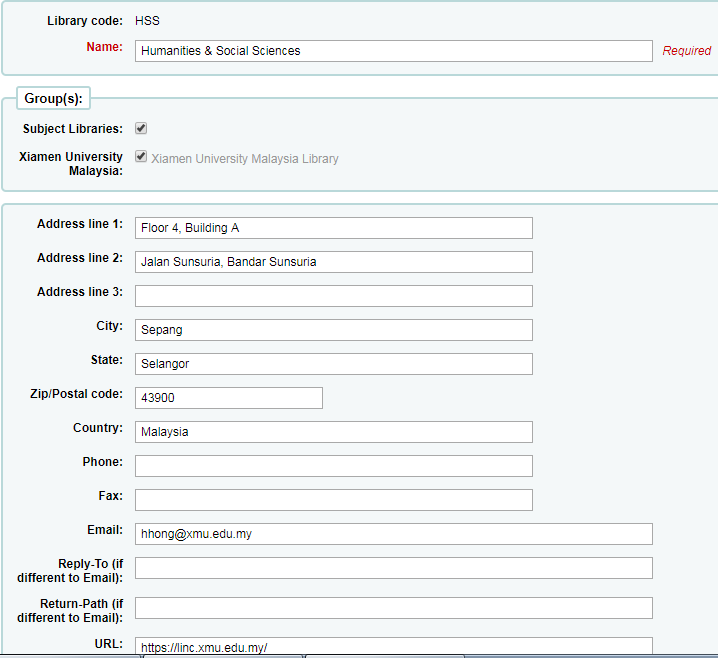 Library code: HSS
Name: Humanities & Social Sciences Required
Group(s):
Subject Libraries:
Xiamen University
Malaysia: Xiamen University Malaysia Library
Address line 1: Floor 4, Building A
Address line 2: Jalan Sunsuria, Bandar Sunsuria
Address line 3:
City: Sepang
State: Selangor
Zip/Postal code: 43900
Country: Malaysia
Phone:
Fax:
Email: hhong@xmu.edu.my
Reply-To (if
different to Email):
Return-Path (if
different to Email):
URL: https://linc.xmu.edu.my/